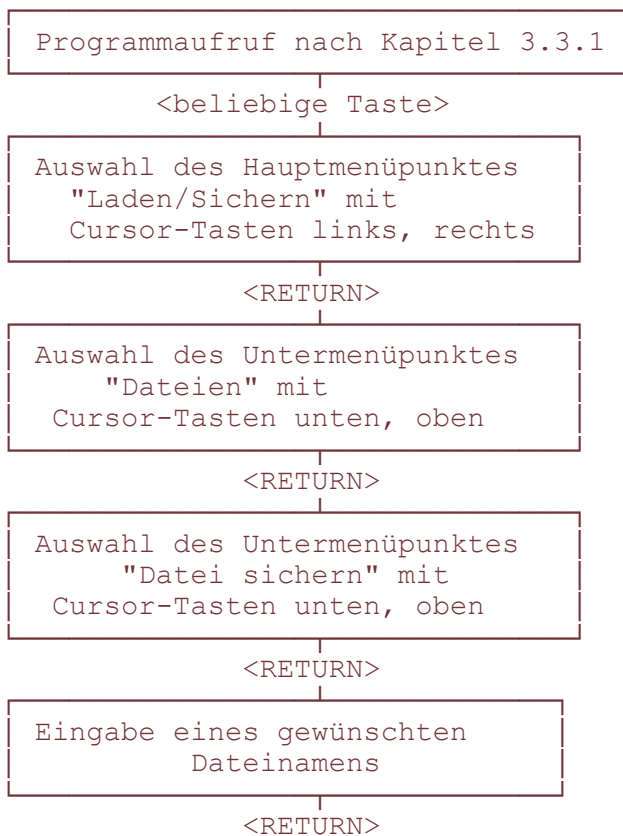 Programmaufruf nach Kapitel 3.3.1
<beliebige Taste>
Auswahl des Hauptmenüpunktes
"Laden/Sichern" mit
Cursor-Tasten links, rechts
<RETURN>
Auswahl des Untermenüpunktes
"Dateien" mit
Cursor-Tasten unten, oben
<RETURN>
Auswahl des Untermenüpunktes
"Datei sichern" mit
Cursor-Tasten unten, oben
<RETURN>
Eingabe eines gewünschten
Dateinamens
<RETURN>